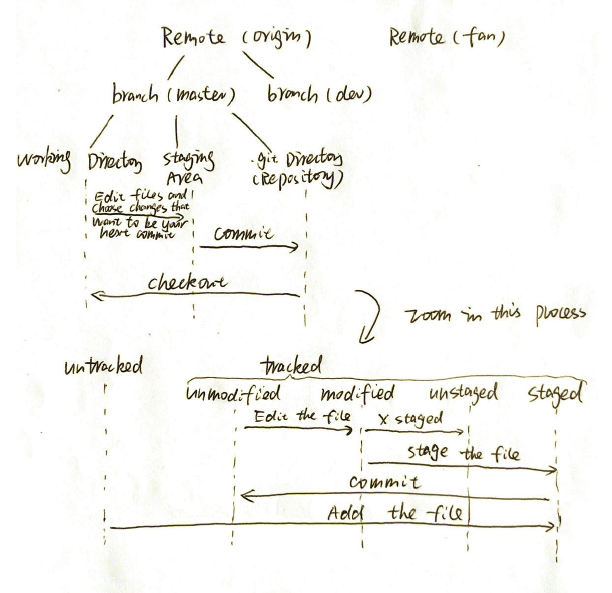 Remote (origin) Remote (fan)
branch (master) branch (dev)
working Directory staging Area .git Directory (Repository)
Edit files and
choose changes that
want to be your
next commit
commit
checkout
zoom in this process
untracked tracked
unmodified modified unstaged staged
Edit the file X staged
stage the file
commit
Add the file